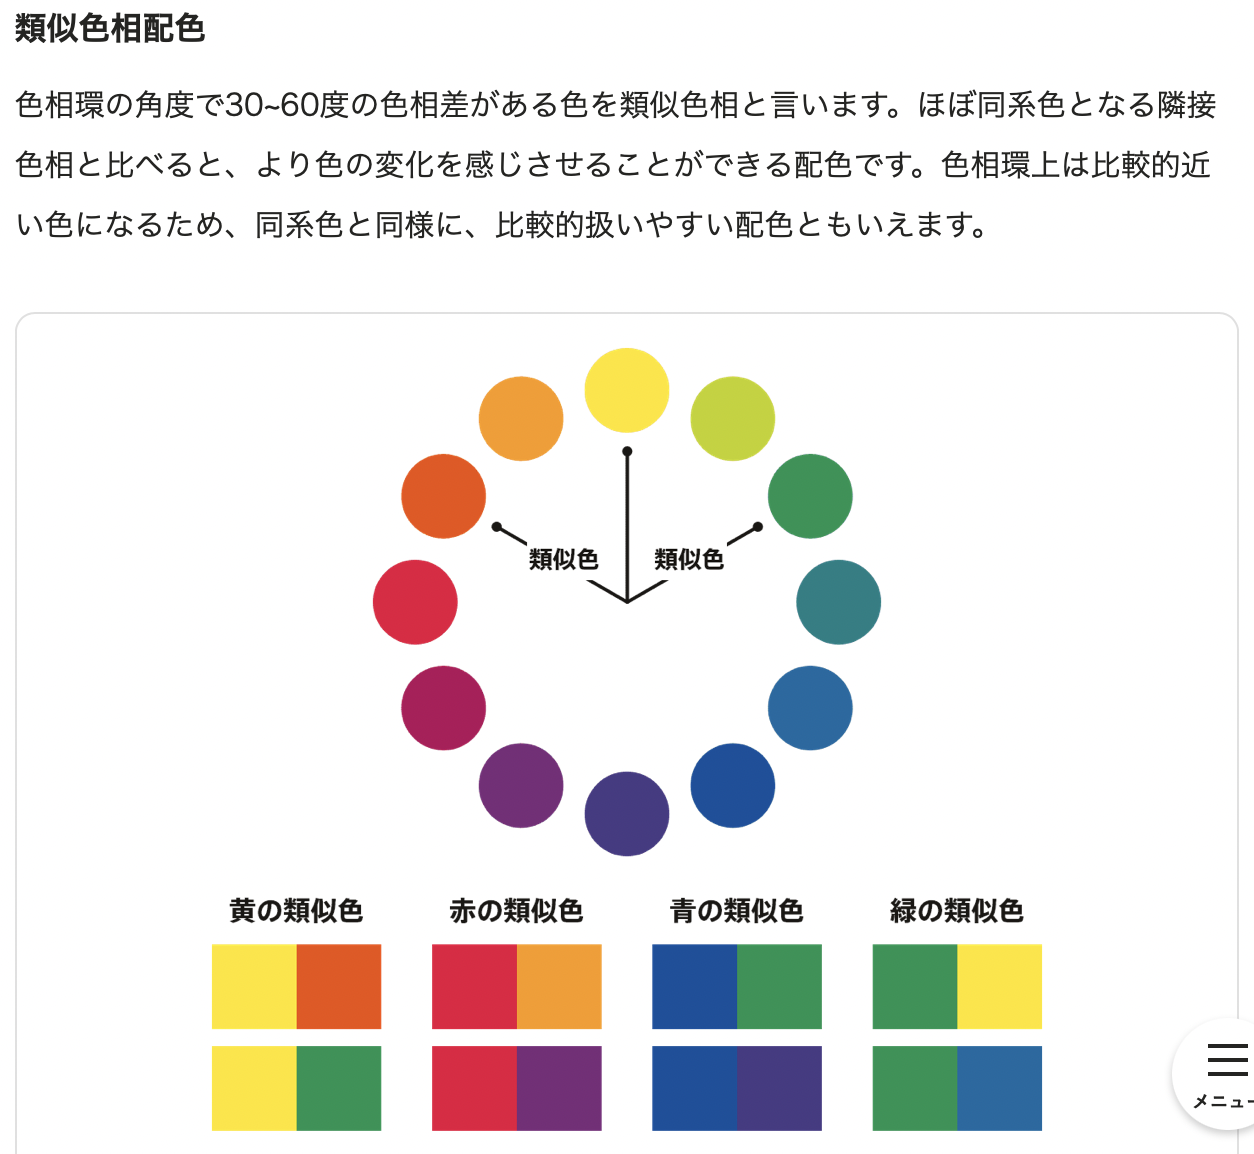 類似色相配色
色相環の角度で30~60度の色相差がある色を類似色相と言います。ほぼ同系色となる隣接
色相と比べると、より色の変化を感じさせることができる配色です。色相環上は比較的近
い色になるため、同系色と同様に、比較的扱いやすい配色ともいえます。
類似色 類似色
黄の類似色 赤の類似色 青の類似色 緑の類似色
メニュー